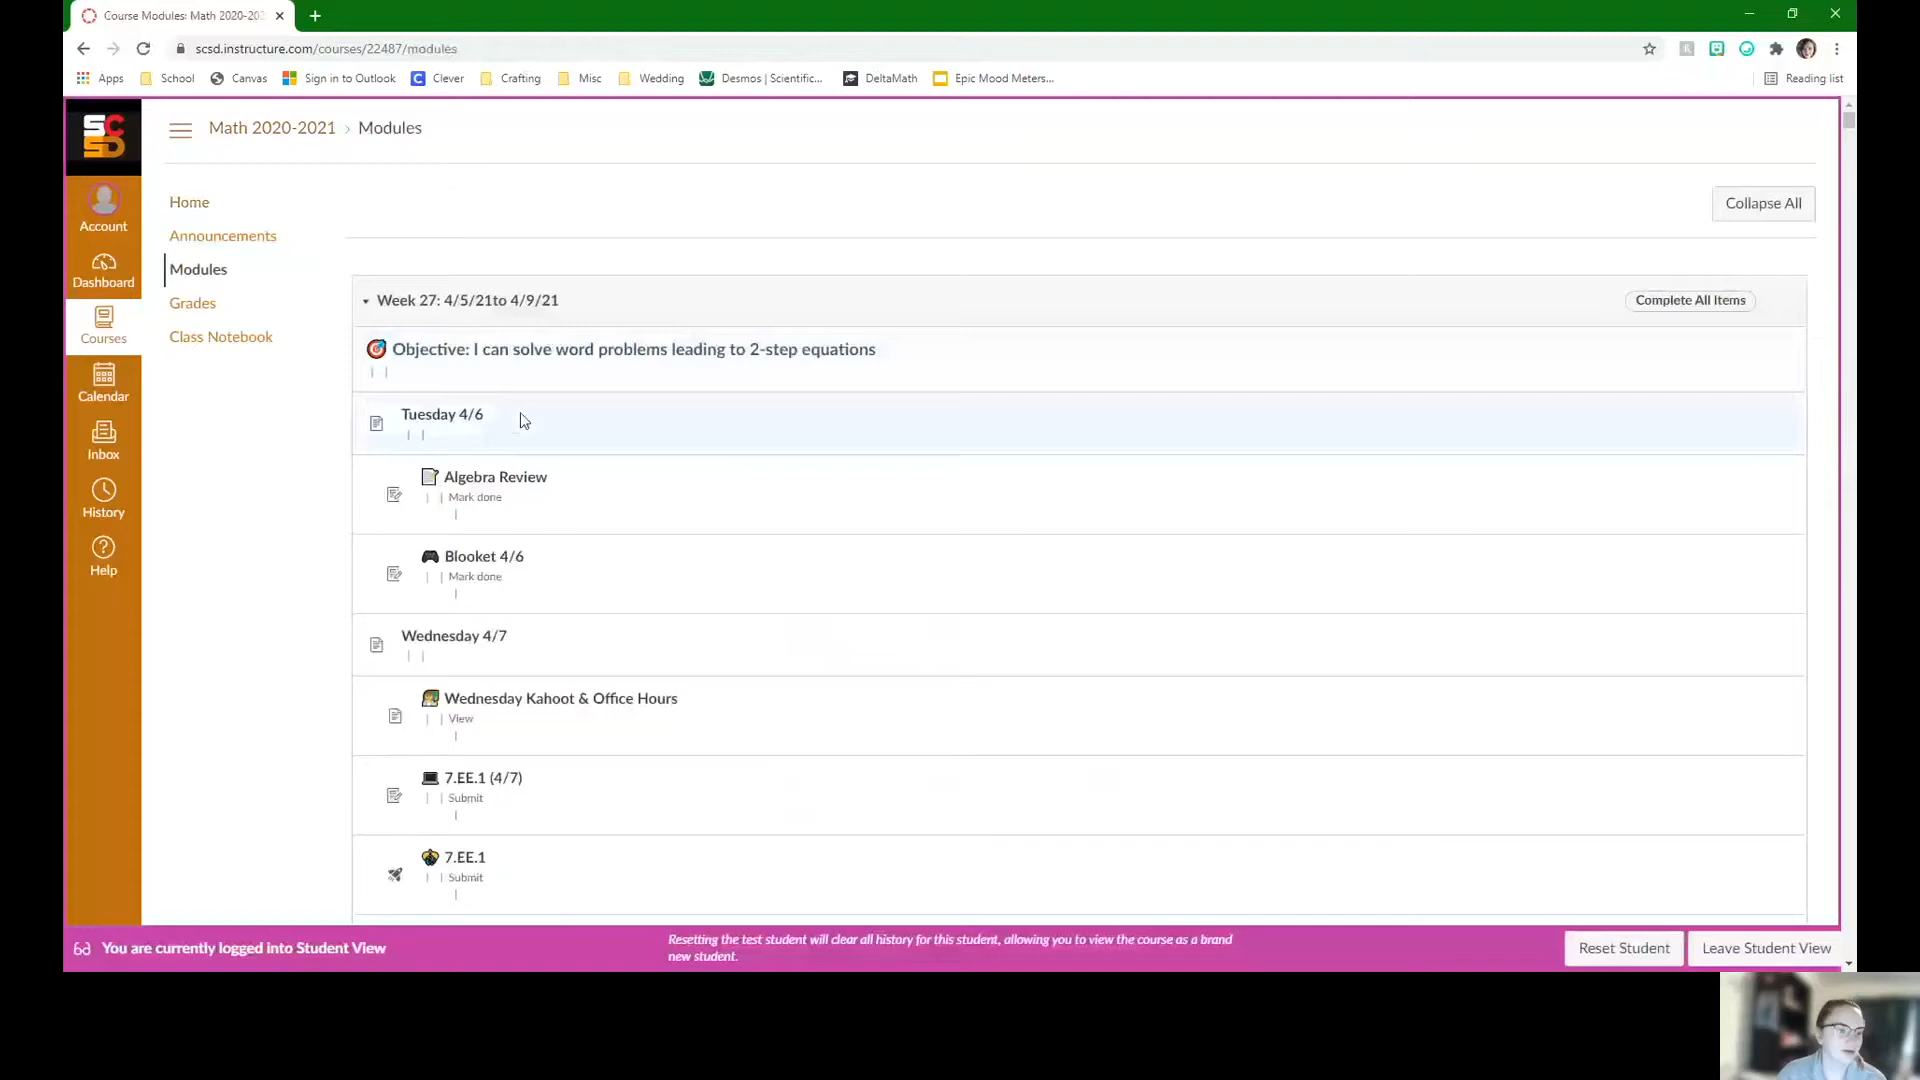 Course Modules: Math 2020-202
scsd.instructure.com/courses/22487/modules
Apps School Canvas Sign in to Outlook Clever Crafting Misc Wedding Desmos | Scientific... DeltaMath Epic Mood Meters... Reading list
SC
SD
Math 2020-2021 › Modules
Account
Dashboard
Courses
Calendar
Inbox
History
Help
Home
Announcements
Modules
Grades
Class Notebook
Collapse All
Week 27: 4/5/21to 4/9/21
Complete All Items
Objective: I can solve word problems leading to 2-step equations
Tuesday 4/6
Algebra Review
Mark done
Blooket 4/6
Mark done
Wednesday 4/7
Wednesday Kahoot & Office Hours
View
7.EE.1 (4/7)
Submit
7.EE.1
Submit
You are currently logged into Student View
Resetting the test student will clear all history for this student, allowing you to view the course as a brand
new student.
Reset Student
Leave Student View